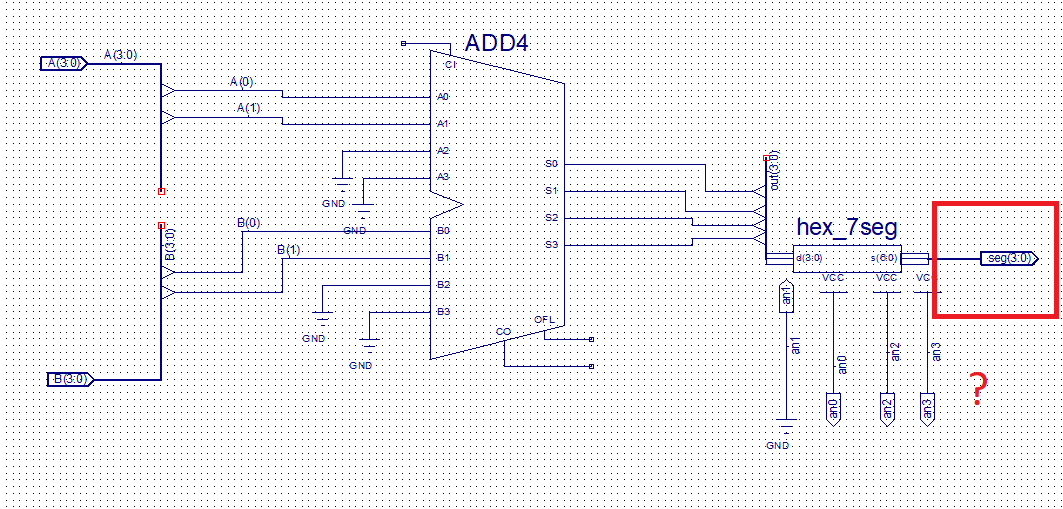 ADD4
A(3:0)
A(3:0)
CI
A(0)
A0
A(1)
A1
A2
A3
GND
GND
S0
S1
S2
S3
out(3:0)
B(3:0)
B(0)
B0
B(1)
B1
B2
B3
GND
GND
CO
OFL
B(3:0)
hex_7seg
d(3:0)
s(6:0)
seg(3:0)
VCC
VCC
VCC
an1
an1
an0
an2
an3
an0
an2
an3
GND
?